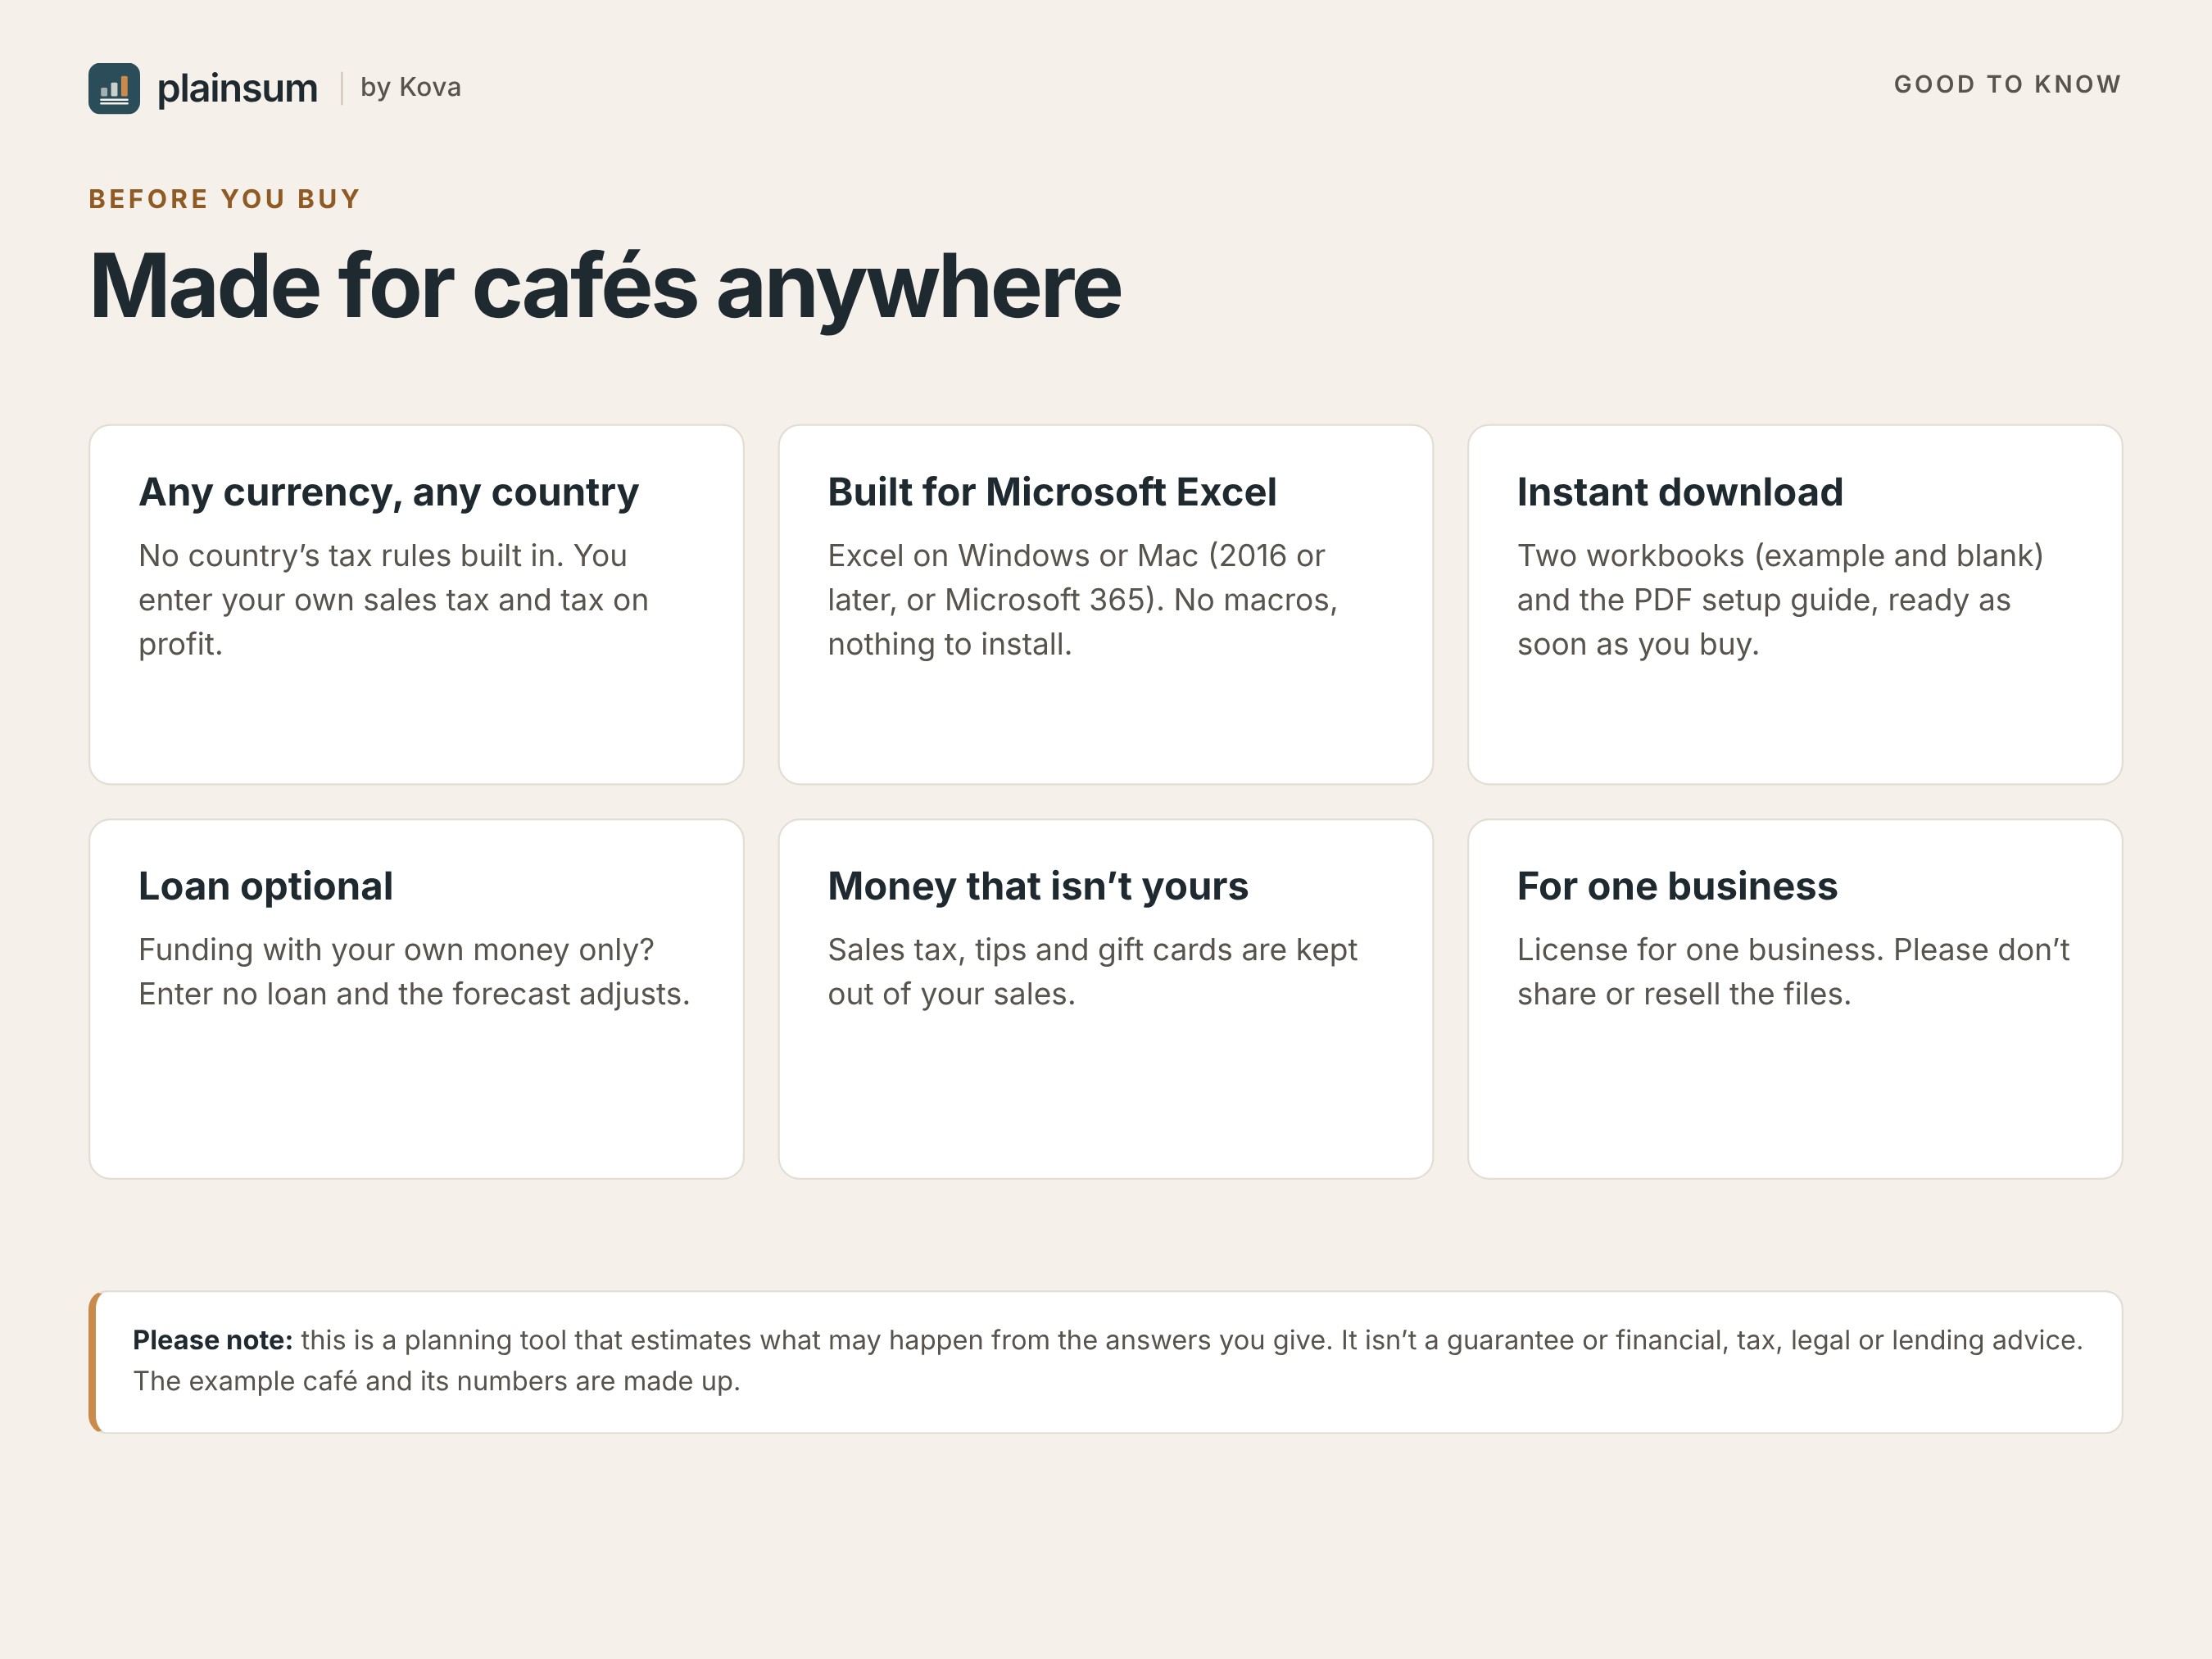 plainsum by Kova
GOOD TO KNOW
BEFORE YOU BUY
Made for cafés anywhere
Any currency, any country
No country’s tax rules built in. You
enter your own sales tax and tax on
profit.
Built for Microsoft Excel
Excel on Windows or Mac (2016 or
later, or Microsoft 365). No macros,
nothing to install.
Instant download
Two workbooks (example and blank)
and the PDF setup guide, ready as
soon as you buy.
Loan optional
Funding with your own money only?
Enter no loan and the forecast adjusts.
Money that isn’t yours
Sales tax, tips and gift cards are kept
out of your sales.
For one business
License for one business. Please don’t
share or resell the files.
Please note: this is a planning tool that estimates what may happen from the answers you give. It isn’t a guarantee or financial, tax, legal or lending advice.
The example café and its numbers are made up.